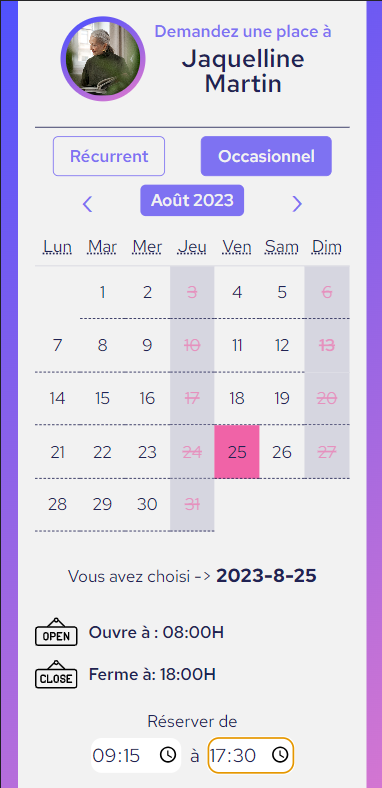 Demandez une place à
Jaquelline
Martin
Récurrent Occasionnel
Août 2023
Lun Mar Mer Jeu Ven Sam Dim
1 2 3 4 5 6
7 8 9 10 11 12 13
14 15 16 17 18 19 20
21 22 23 24 25 26 27
28 29 30 31
Vous avez choisi -> 2023-8-25
OPEN Ouvre à : 08:00H
CLOSE Ferme à: 18:00H
Réserver de
09:15 à 17:30